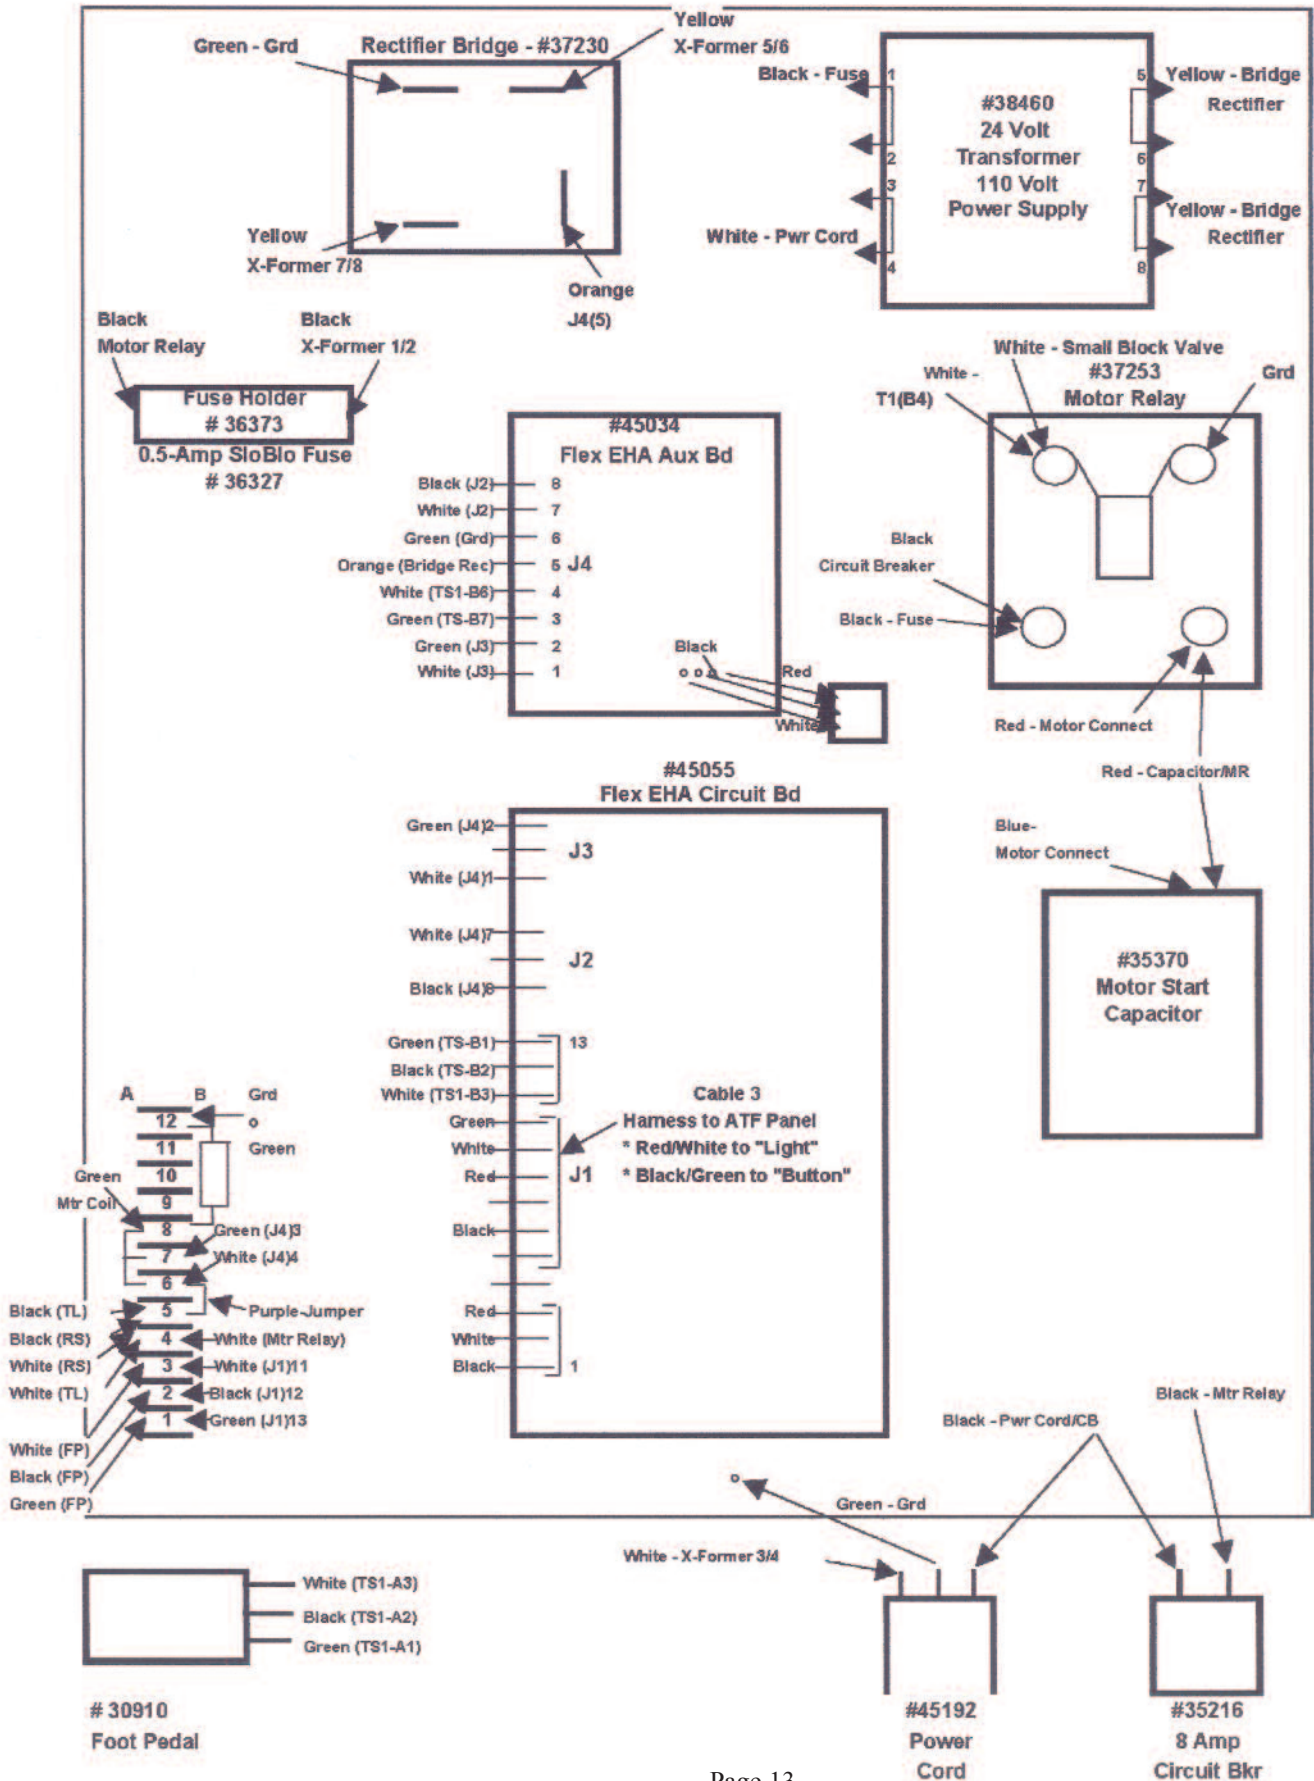 Yellow
X-Former 5/6
Green - Grd
Rectifier Bridge - #37230
Yellow
X-Former 7/8
Orange
J4(5)
Black - Fuse
1
2
3
4
White - Pwr Cord
#38460
24 Volt
Transformer
110 Volt
Power Supply
5
6
7
8
Yellow - Bridge
Rectifier
Yellow - Bridge
Rectifier
Black
Motor Relay
Black
X-Former 1/2
Fuse Holder
# 36373
0.5-Amp SloBlo Fuse
# 36327
#45034
Flex EHA Aux Bd
Black (J2) 8
White (J2) 7
Green (Grd) 6
Orange (Bridge Rec) 5 J4
White (TS1-B6) 4
Green (TS-B7) 3
Green (J3) 2
White (J3) 1
Black
Red
White
White - Small Block Valve
#37253
Motor Relay
White -
T1(B4)
Grd
Black
Circuit Breaker
Black - Fuse
Red - Motor Connect
Red - Capacitor/MR
Blue-
Motor Connect
#35370
Motor Start
Capacitor
#45055
Flex EHA Circuit Bd
Green (J4)2
J3
White (J4)1
White (J4)7
J2
Black (J4)8
Green (TS-B1) 13
Black (TS-B2)
White (TS1-B3)
Green
White
Red J1
Black
Red
White
Black 1
Cable 3
Harness to ATF Panel
* Red/White to "Light"
* Black/Green to "Button"
A B Grd
12
11 Green
10
9
8
7
6
5
4
3
2
1
Green
Mtr Coil
Green (J4)3
White (J4)4
Purple-Jumper
White (Mtr Relay)
White (J1)11
Black (J1)12
Green (J1)13
Black (TL)
Black (RS)
White (RS)
White (TL)
White (FP)
Black (FP)
Green (FP)
Black - Pwr Cord/CB
Black - Mtr Relay
Green - Grd
White - X-Former 3/4
White (TS1-A3)
Black (TS1-A2)
Green (TS1-A1)
# 30910
Foot Pedal
#45192
Power
Cord
#35216
8 Amp
Circuit Bkr
Page 13